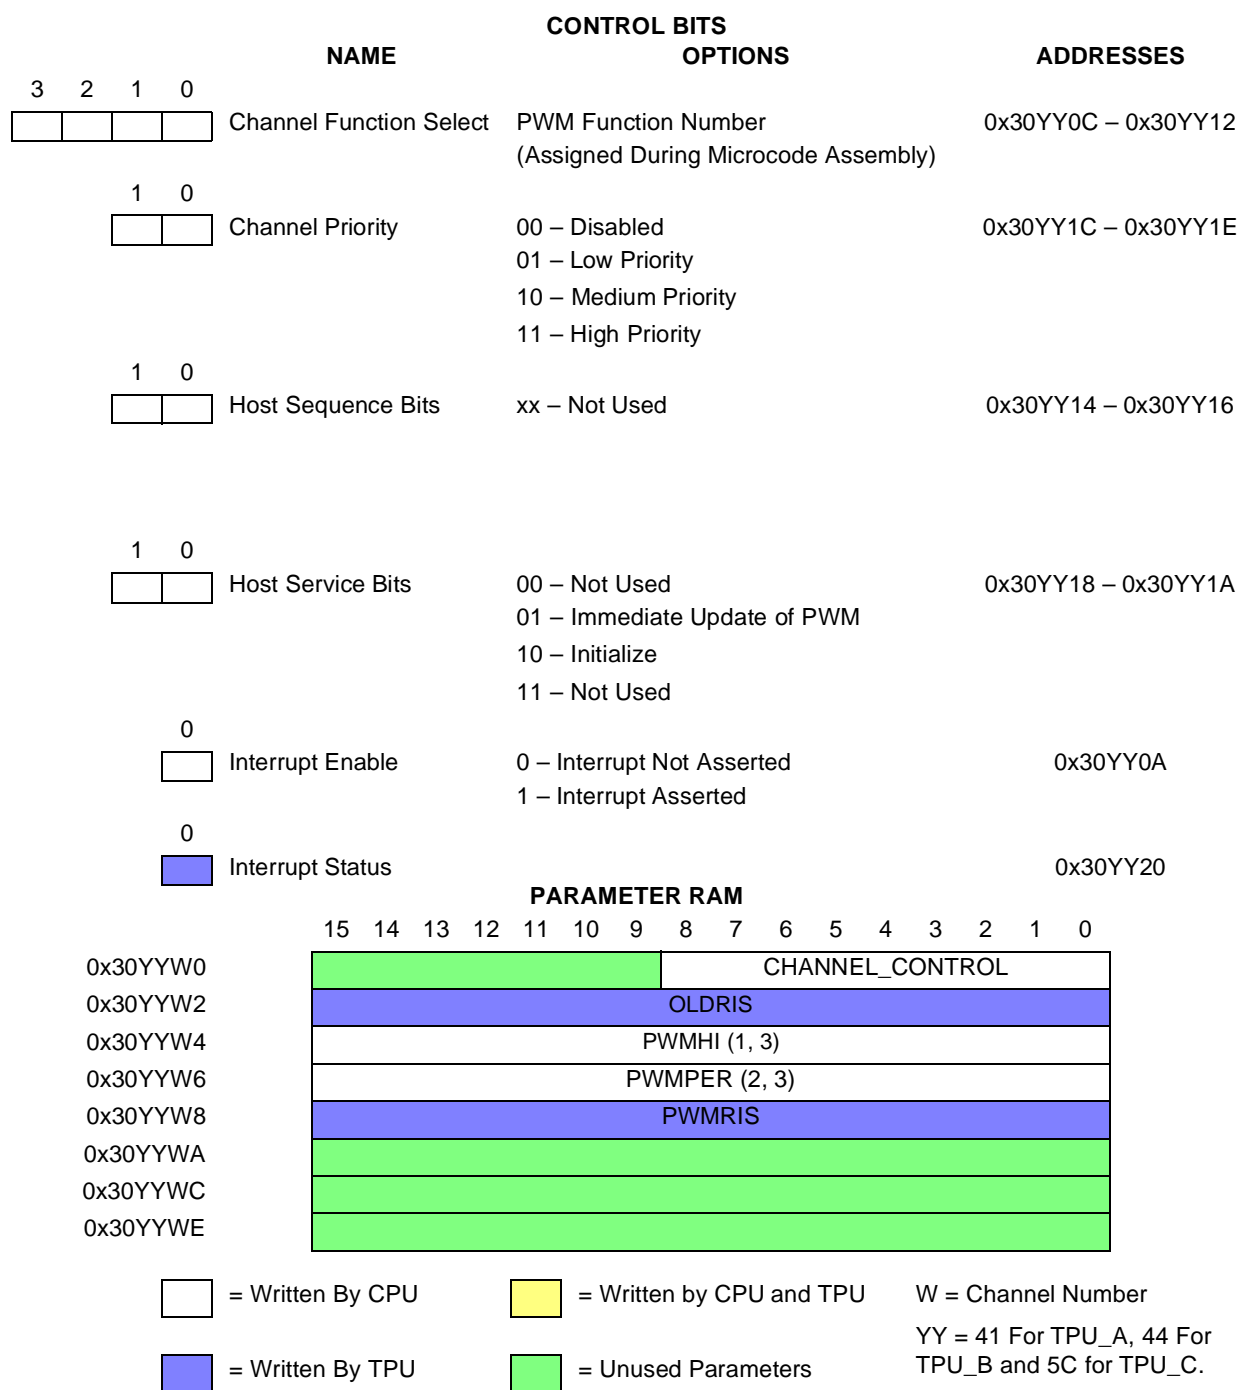 CONTROL BITS
NAME OPTIONS ADDRESSES
3 2 1 0
Channel Function Select PWM Function Number 0x30YY0C – 0x30YY12
(Assigned During Microcode Assembly)
1 0
Channel Priority 00 – Disabled 0x30YY1C – 0x30YY1E
01 – Low Priority
10 – Medium Priority
11 – High Priority
1 0
Host Sequence Bits xx – Not Used 0x30YY14 – 0x30YY16
1 0
Host Service Bits 00 – Not Used 0x30YY18 – 0x30YY1A
01 – Immediate Update of PWM
10 – Initialize
11 – Not Used
0
Interrupt Enable 0 – Interrupt Not Asserted 0x30YY0A
1 – Interrupt Asserted
0
Interrupt Status 0x30YY20
PARAMETER RAM
15 14 13 12 11 10 9 8 7 6 5 4 3 2 1 0
0x30YYW0 CHANNEL_CONTROL
0x30YYW2 OLDRIS
0x30YYW4 PWMHI (1, 3)
0x30YYW6 PWMPER (2, 3)
0x30YYW8 PWMRIS
0x30YYWA
0x30YYWC
0x30YYWE
= Written By CPU = Written by CPU and TPU W = Channel Number
YY = 41 For TPU_A, 44 For
= Written By TPU = Unused Parameters TPU_B and 5C for TPU_C.